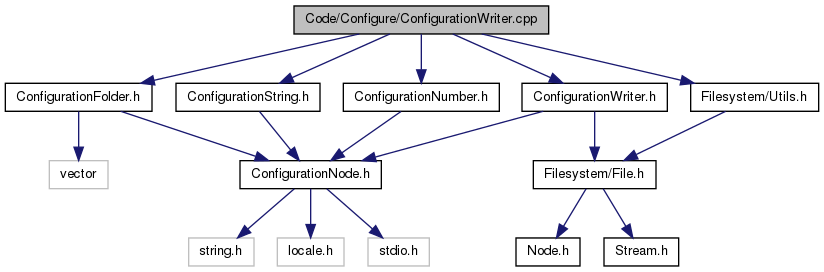 Code/Configure/ConfigurationWriter.cpp
ConfigurationFolder.h
ConfigurationString.h
ConfigurationNumber.h
ConfigurationWriter.h
Filesystem/Utils.h
vector
ConfigurationNode.h
Filesystem/File.h
string.h
locale.h
stdio.h
Node.h
Stream.h